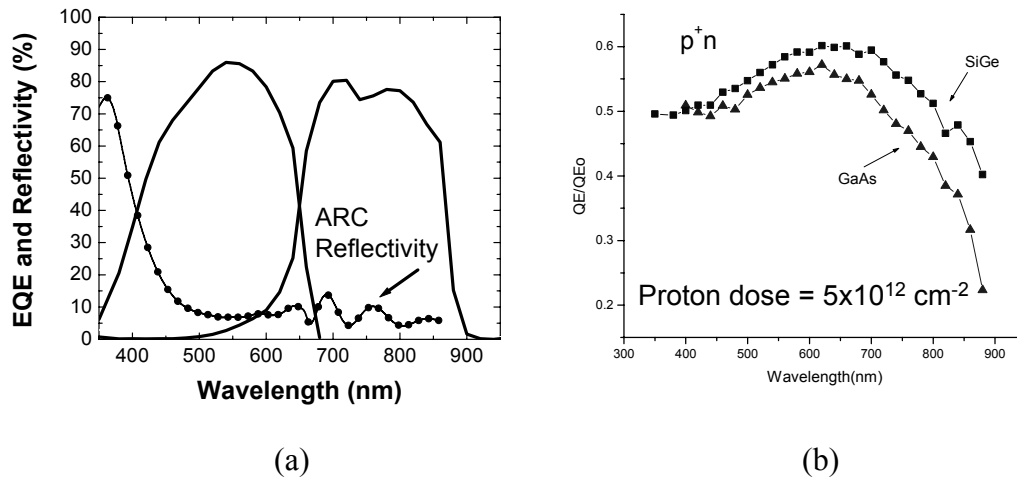 100
90
80
70
60
50
40
30
20
10
0
EQE and Reflectivity (%)
ARC
Reflectivity
400 500 600 700 800 900
Wavelength (nm)
(a)
p⁺n
0.6
0.5
0.4
0.3
0.2
QE/QEo
SiGe
GaAs
Proton dose = 5x10¹² cm⁻²
300 400 500 600 700 800 900
Wavelength(nm)
(b)